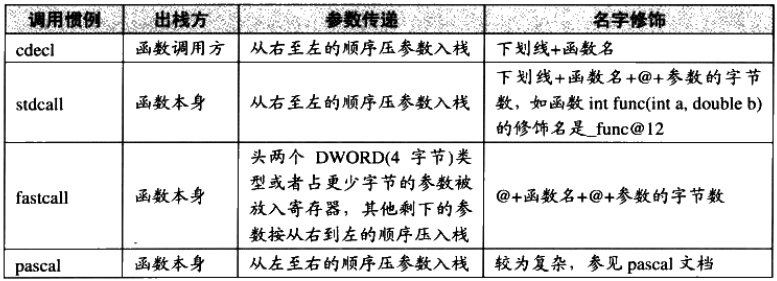 调用惯例 出栈方 参数传递 名字修饰
cdecl 函数调用方 从右至左的顺序压参数入栈 下划线+函数名
stdcall 函数本身 从右至左的顺序压参数入栈 下划线+函数名+@+参数的字节
数，如函数 int func(int a, double b)
的修饰名是_func@12
fastcall 函数本身 头两个 DWORD(4 字节)类
型或者占更少字节的参数被
放入寄存器，其他剩下的参
数按从右到左的顺序压入栈
@+函数名+@+参数的字节数
pascal 函数本身 从左至右的顺序压参数入栈 较为复杂，参见 pascal 文档